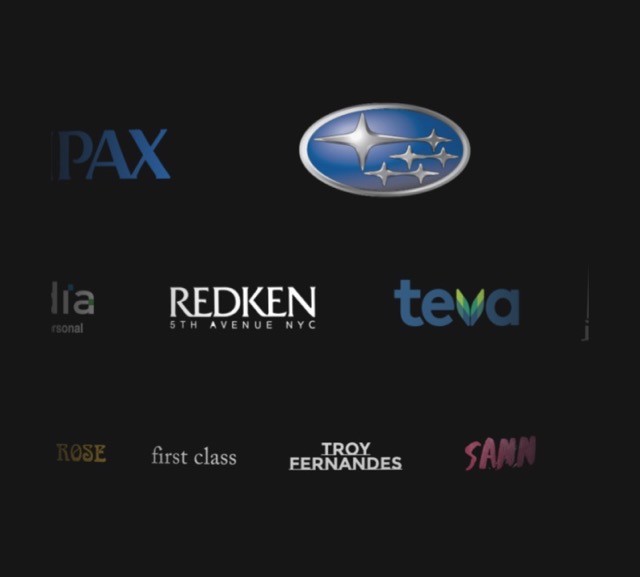 PAX
REDKEN
5TH AVENUE NYC
teva
ROSE
first class
TROY
FERNANDES
SANN